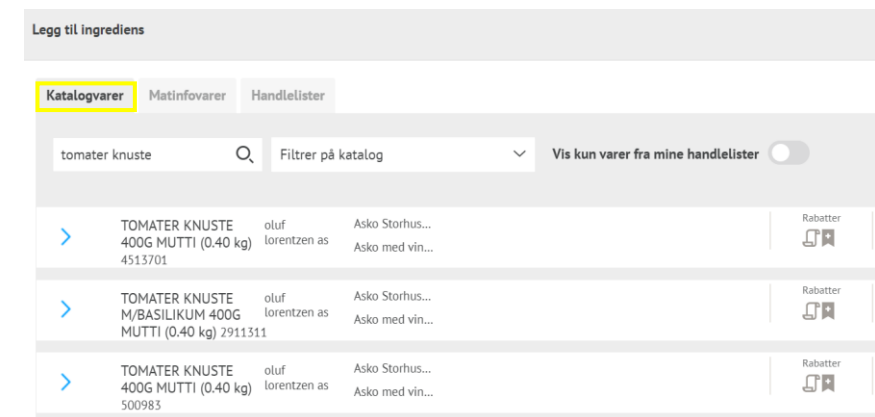 Legg til ingrediens
Katalogvarer Matinfovarer Handlelister
tomater knuste Filtrer på katalog Vis kun varer fra mine handlelister
TOMATER KNUSTE oluf Asko Storhus... Rabatter
400G MUTTI (0.40 kg) lorentzen as Asko med vin...
4513701
TOMATER KNUSTE oluf Asko Storhus... Rabatter
M/BASILIKUM 400G lorentzen as Asko med vin...
MUTTI (0.40 kg) 2911311
TOMATER KNUSTE oluf Asko Storhus... Rabatter
400G MUTTI (0.40 kg) lorentzen as Asko med vin...
500983